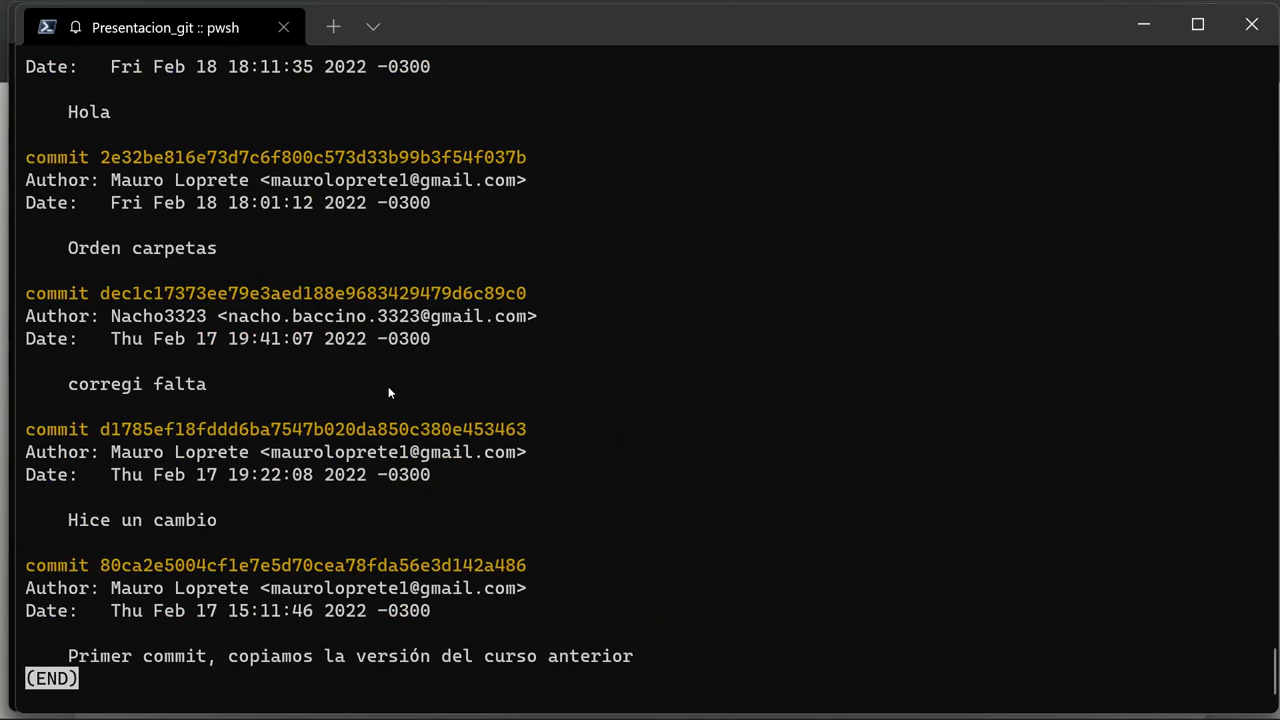 Presentacion_git :: pwsh
Date:   Fri Feb 18 18:11:35 2022 -0300
Hola
commit 2e32be816e73d7c6f800c573d33b99b3f54f037b
Author: Mauro Loprete <mauroloprete1@gmail.com>
Date:   Fri Feb 18 18:01:12 2022 -0300
Orden carpetas
commit dec1c17373ee79e3aed188e9683429479d6c89c0
Author: Nacho3323 <nacho.baccino.3323@gmail.com>
Date:   Thu Feb 17 19:41:07 2022 -0300
corregi falta
commit d1785ef18fddd6ba7547b020da850c380e453463
Author: Mauro Loprete <mauroloprete1@gmail.com>
Date:   Thu Feb 17 19:22:08 2022 -0300
Hice un cambio
commit 80ca2e5004cf1e7e5d70cea78fda56e3d142a486
Author: Mauro Loprete <mauroloprete1@gmail.com>
Date:   Thu Feb 17 15:11:46 2022 -0300
Primer commit, copiamos la versión del curso anterior
(END)